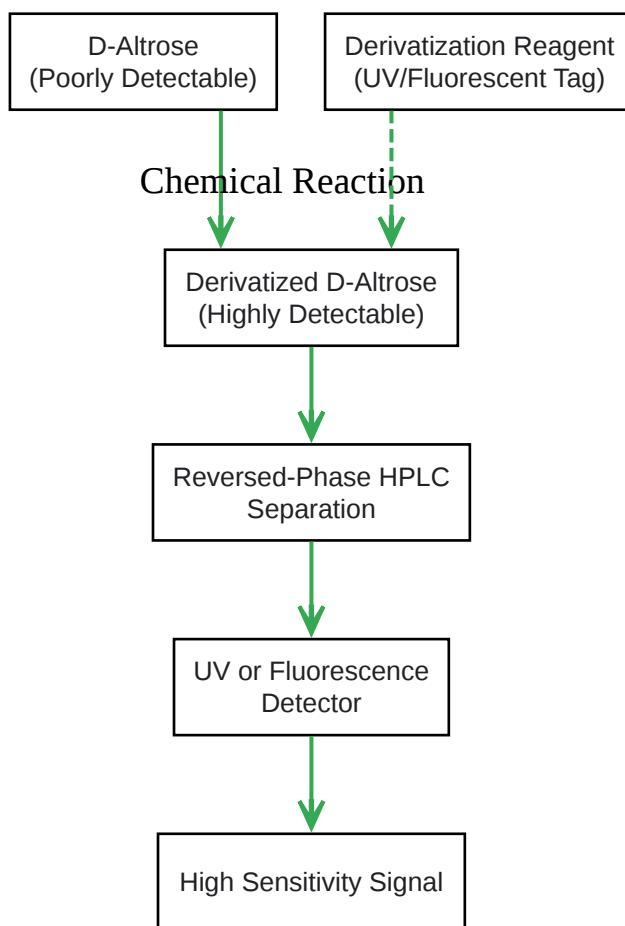 D-Altrose
(Poorly Detectable)
Derivatization Reagent
(UV/Fluorescent Tag)
Chemical Reaction
Derivatized D-Altrose
(Highly Detectable)
Reversed-Phase HPLC
Separation
UV or Fluorescence
Detector
High Sensitivity Signal